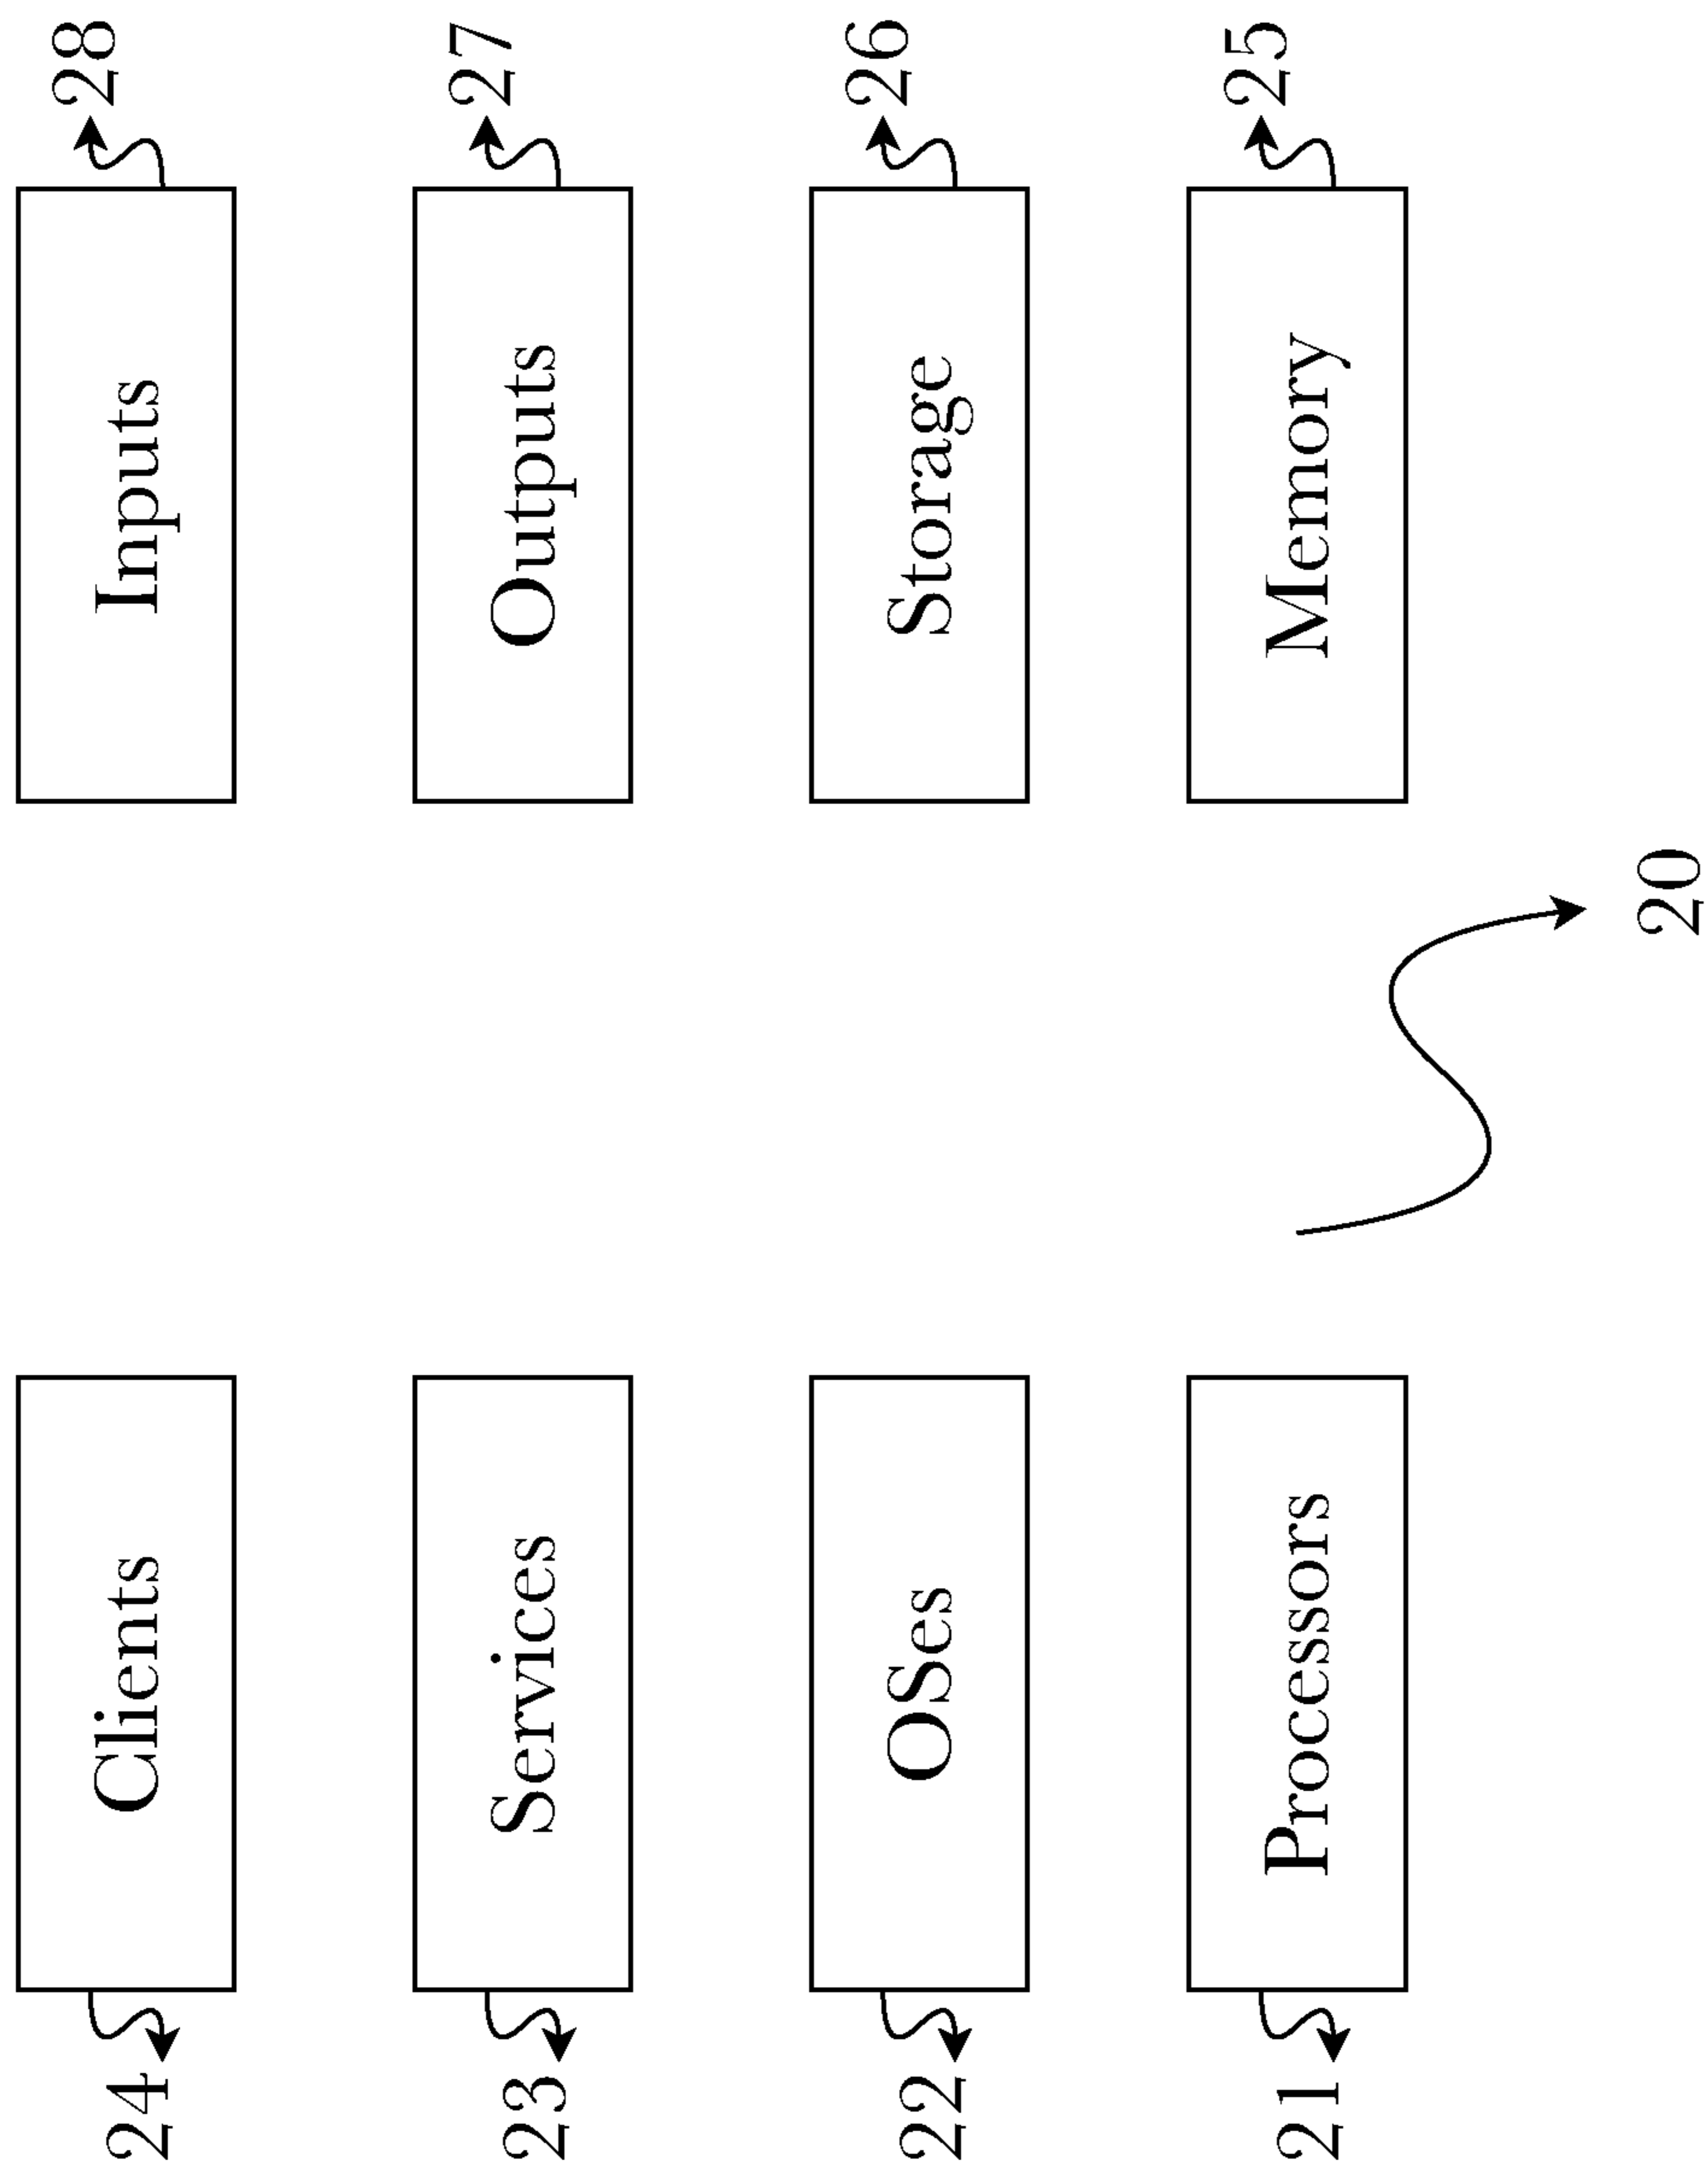 24 Clients Inputs 28
23 Services Outputs 27
22 OSes Storage 26
21 Processors Memory 25
20